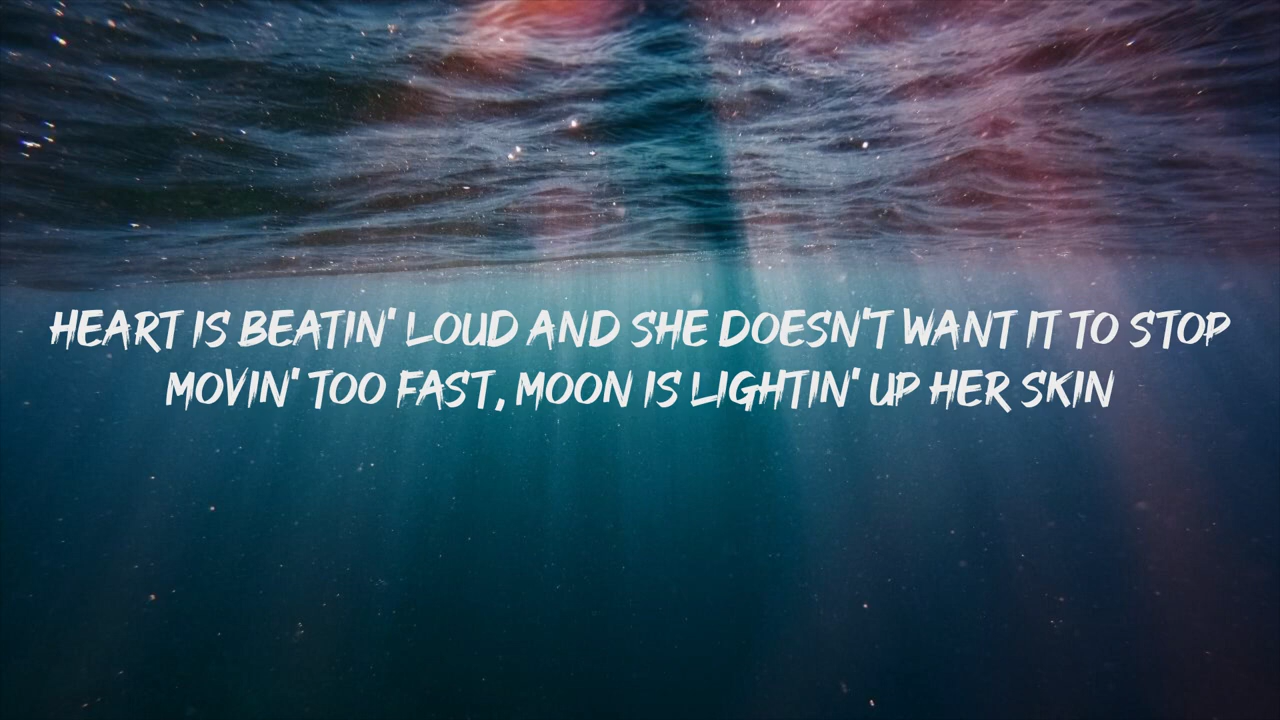 HEART IS BEATIN' LOUD AND SHE DOESN'T WANT IT TO STOP
MOVIN' TOO FAST, MOON IS LIGHTIN' UP HER SKIN